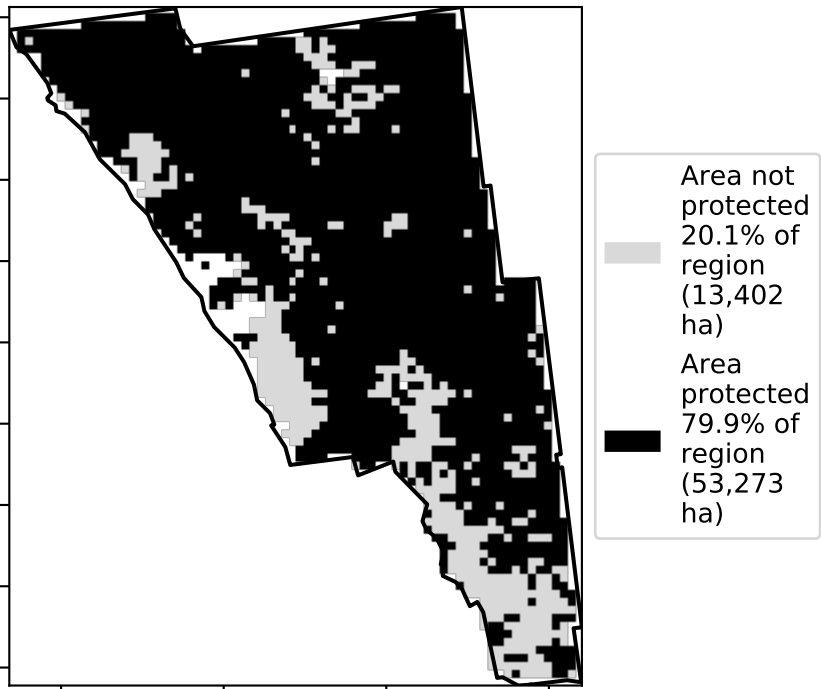 Area not
protected
20.1% of
region
(13,402
ha)
Area
protected
79.9% of
region
(53,273
ha)